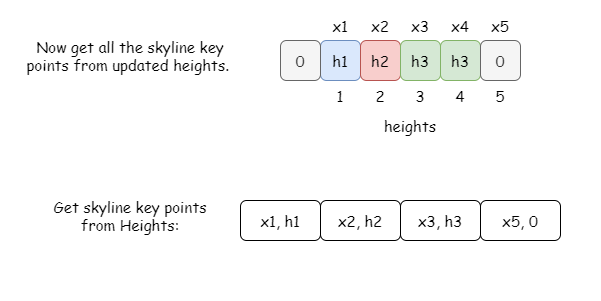 x1 x2 x3 x4 x5
Now get all the skyline key
points from updated heights.
0 h1 h2 h3 h3 0
1 2 3 4 5
heights
Get skyline key points
from Heights:
x1, h1 x2, h2 x3, h3 x5, 0